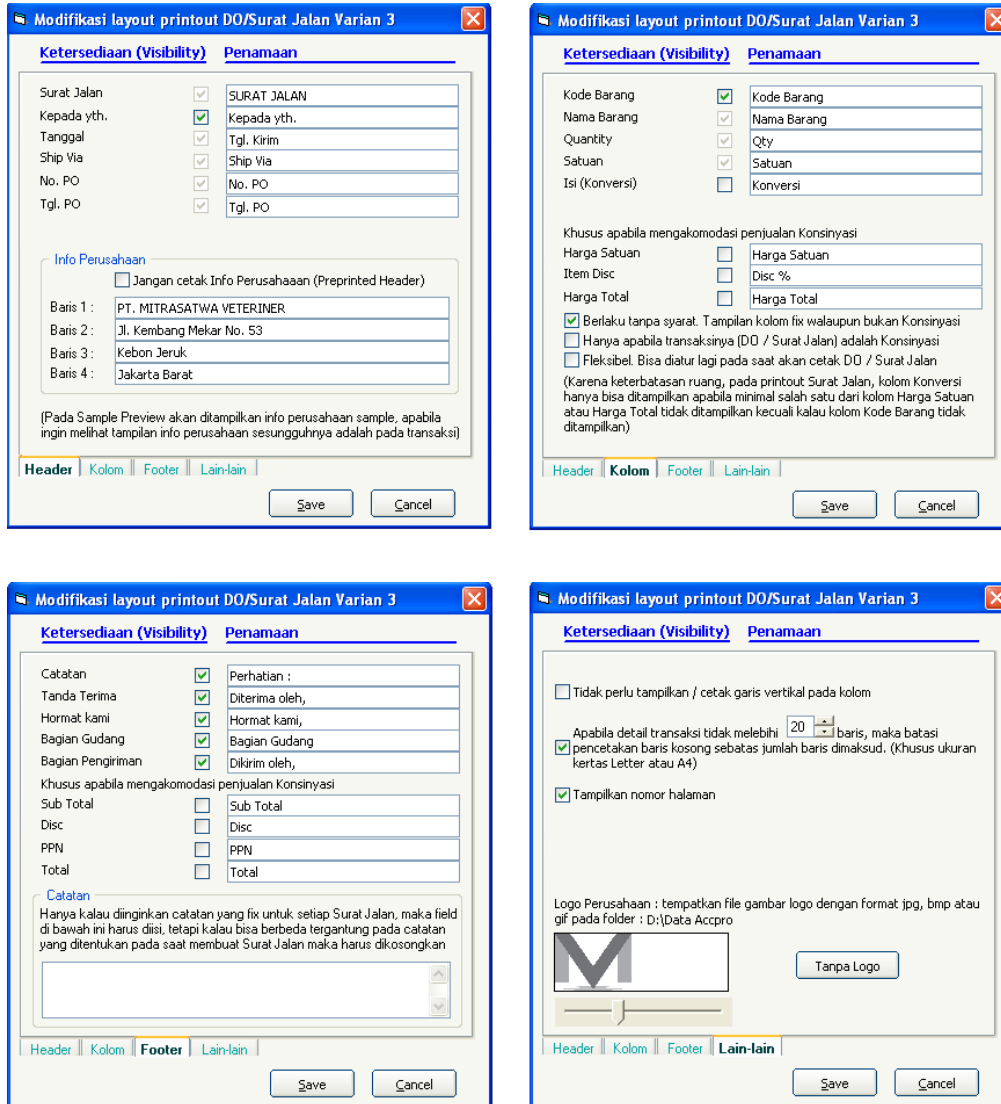 Modifikasi layout printout DO/Surat Jalan Varian 3
Ketersediaan (Visibility) Penamaan
Surat Jalan SURAT JALAN
Kepada yth. Kepada yth.
Tanggal Tgl. Kirim
Ship Via Ship Via
No. PO No. PO
Tgl. PO Tgl. PO
Info Perusahaan
Jangan cetak Info Perusahaaan (Preprinted Header)
Baris 1 : PT. MITRASATWA VETERINER
Baris 2 : Jl. Kembang Mekar No. 53
Baris 3 : Kebon Jeruk
Baris 4 : Jakarta Barat
(Pada Sample Preview akan ditampilkan info perusahaan sample, apabila
ingin melihat tampilan info perusahaan sesungguhnya adalah pada transaksi)
Header Kolom Footer Lain-lain
Save Cancel
Modifikasi layout printout DO/Surat Jalan Varian 3
Ketersediaan (Visibility) Penamaan
Kode Barang Kode Barang
Nama Barang Nama Barang
Quantity Qty
Satuan Satuan
Isi (Konversi) Konversi
Khusus apabila mengakomodasi penjualan Konsinyasi
Harga Satuan Harga Satuan
Item Disc Disc %
Harga Total Harga Total
Berlaku tanpa syarat. Tampilan kolom fix walaupun bukan Konsinyasi
Hanya apabila transaksinya (DO / Surat Jalan) adalah Konsinyasi
Fleksibel. Bisa diatur lagi pada saat akan cetak DO / Surat Jalan
(Karena keterbatasan ruang, pada printout Surat Jalan, kolom Konversi
hanya bisa ditampilkan apabila minimal salah satu dari kolom Harga Satuan
atau Harga Total tidak ditampilkan kecuali kalau kolom Kode Barang tidak
ditampilkan)
Header Kolom Footer Lain-lain
Save Cancel
Modifikasi layout printout DO/Surat Jalan Varian 3
Ketersediaan (Visibility) Penamaan
Catatan Perhatian :
Tanda Terima Diterima oleh,
Hormat kami Hormat kami,
Bagian Gudang Bagian Gudang
Bagian Pengiriman Dikirim oleh,
Khusus apabila mengakomodasi penjualan Konsinyasi
Sub Total Sub Total
Disc Disc
PPN PPN
Total Total
Catatan
Hanya kalau diinginkan catatan yang fix untuk setiap Surat Jalan, maka field
di bawah ini harus diisi, tetapi kalau bisa berbeda tergantung pada catatan
yang ditentukan pada saat membuat Surat Jalan maka harus dikosongkan
Header Kolom Footer Lain-lain
Save Cancel
Modifikasi layout printout DO/Surat Jalan Varian 3
Ketersediaan (Visibility) Penamaan
Tidak perlu tampilkan / cetak garis vertikal pada kolom
Apabila detail transaksi tidak melebihi 20 baris, maka batasi
pencetakan baris kosong sebatas jumlah baris dimaksud. (Khusus ukuran
kertas Letter atau A4)
Tampilkan nomor halaman
Logo Perusahaan : tempatkan file gambar logo dengan format jpg, bmp atau
gif pada folder : D:\Data Accpro
Tanpa Logo
Header Kolom Footer Lain-lain
Save Cancel